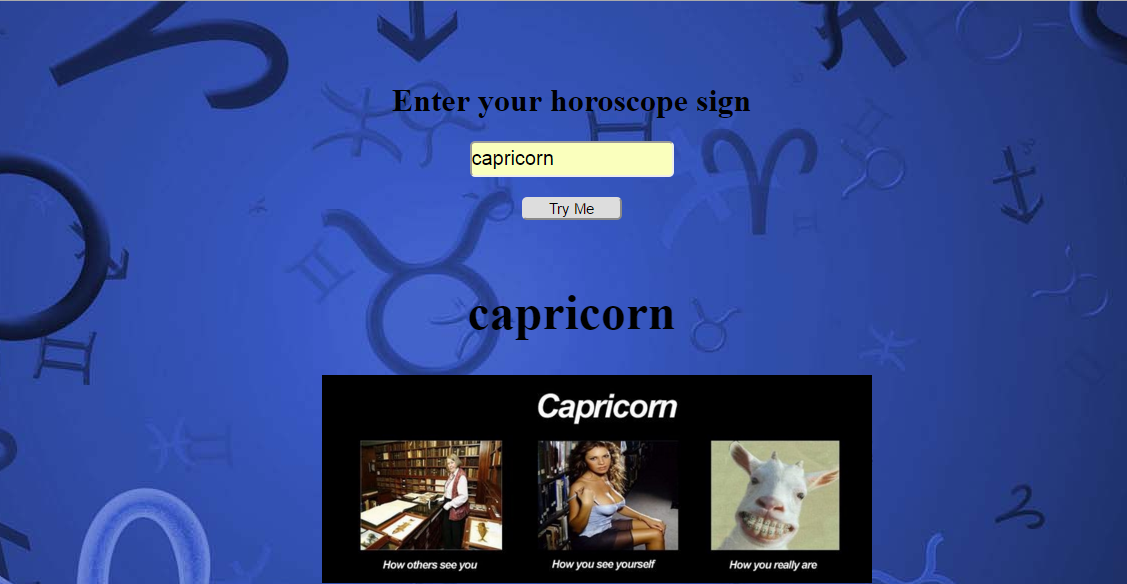 Enter your horoscope sign
capricorn
Try Me
capricorn
Capricorn
How others see you
How you see yourself
How you really are